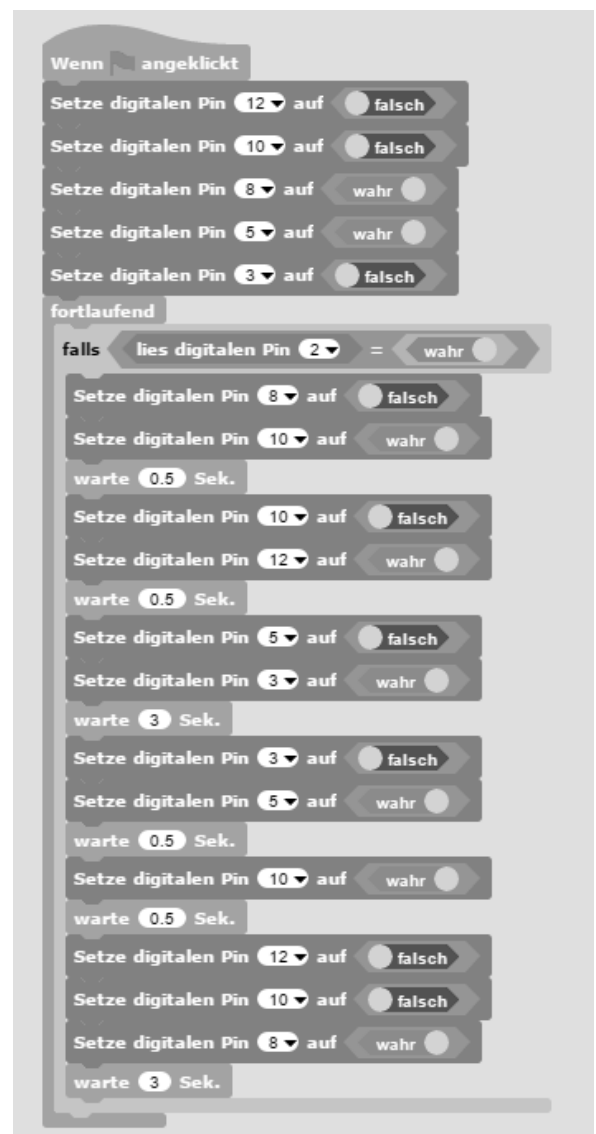 Wenn angeklickt
Setze digitalen Pin 12 auf falsch
Setze digitalen Pin 10 auf falsch
Setze digitalen Pin 8 auf wahr
Setze digitalen Pin 5 auf wahr
Setze digitalen Pin 3 auf falsch
fortlaufend
falls lies digitalen Pin 2 = wahr
Setze digitalen Pin 8 auf falsch
Setze digitalen Pin 10 auf wahr
warte 0.5 Sek.
Setze digitalen Pin 10 auf falsch
Setze digitalen Pin 12 auf wahr
warte 0.5 Sek.
Setze digitalen Pin 5 auf falsch
Setze digitalen Pin 3 auf wahr
warte 3 Sek.
Setze digitalen Pin 3 auf falsch
Setze digitalen Pin 5 auf wahr
warte 0.5 Sek.
Setze digitalen Pin 10 auf wahr
warte 0.5 Sek.
Setze digitalen Pin 12 auf falsch
Setze digitalen Pin 10 auf falsch
Setze digitalen Pin 8 auf wahr
warte 3 Sek.